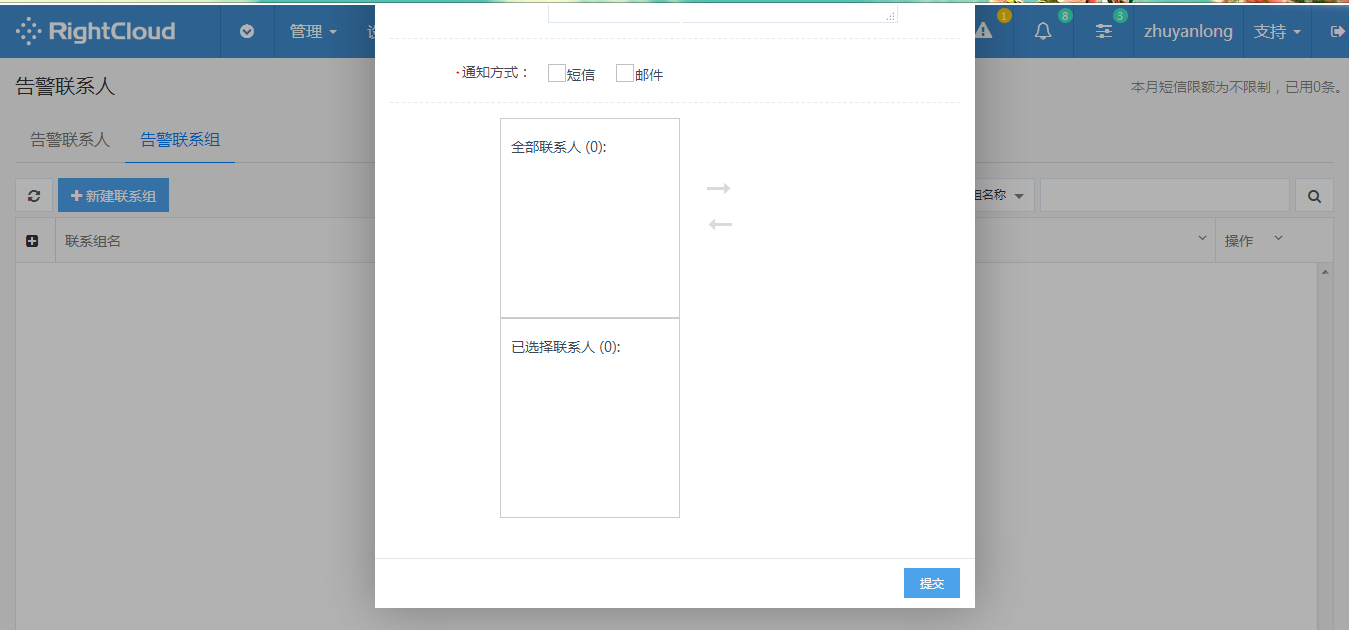 RightCloud
管理
1
8
3
zhuyanlong
支持
告警联系人
本月短信限额为不限制，已用0条。
告警联系人
告警联系组
新建联系组
组名称
联系组名
操作
*通知方式：
短信
邮件
全部联系人 (0):
已选择联系人 (0):
提交